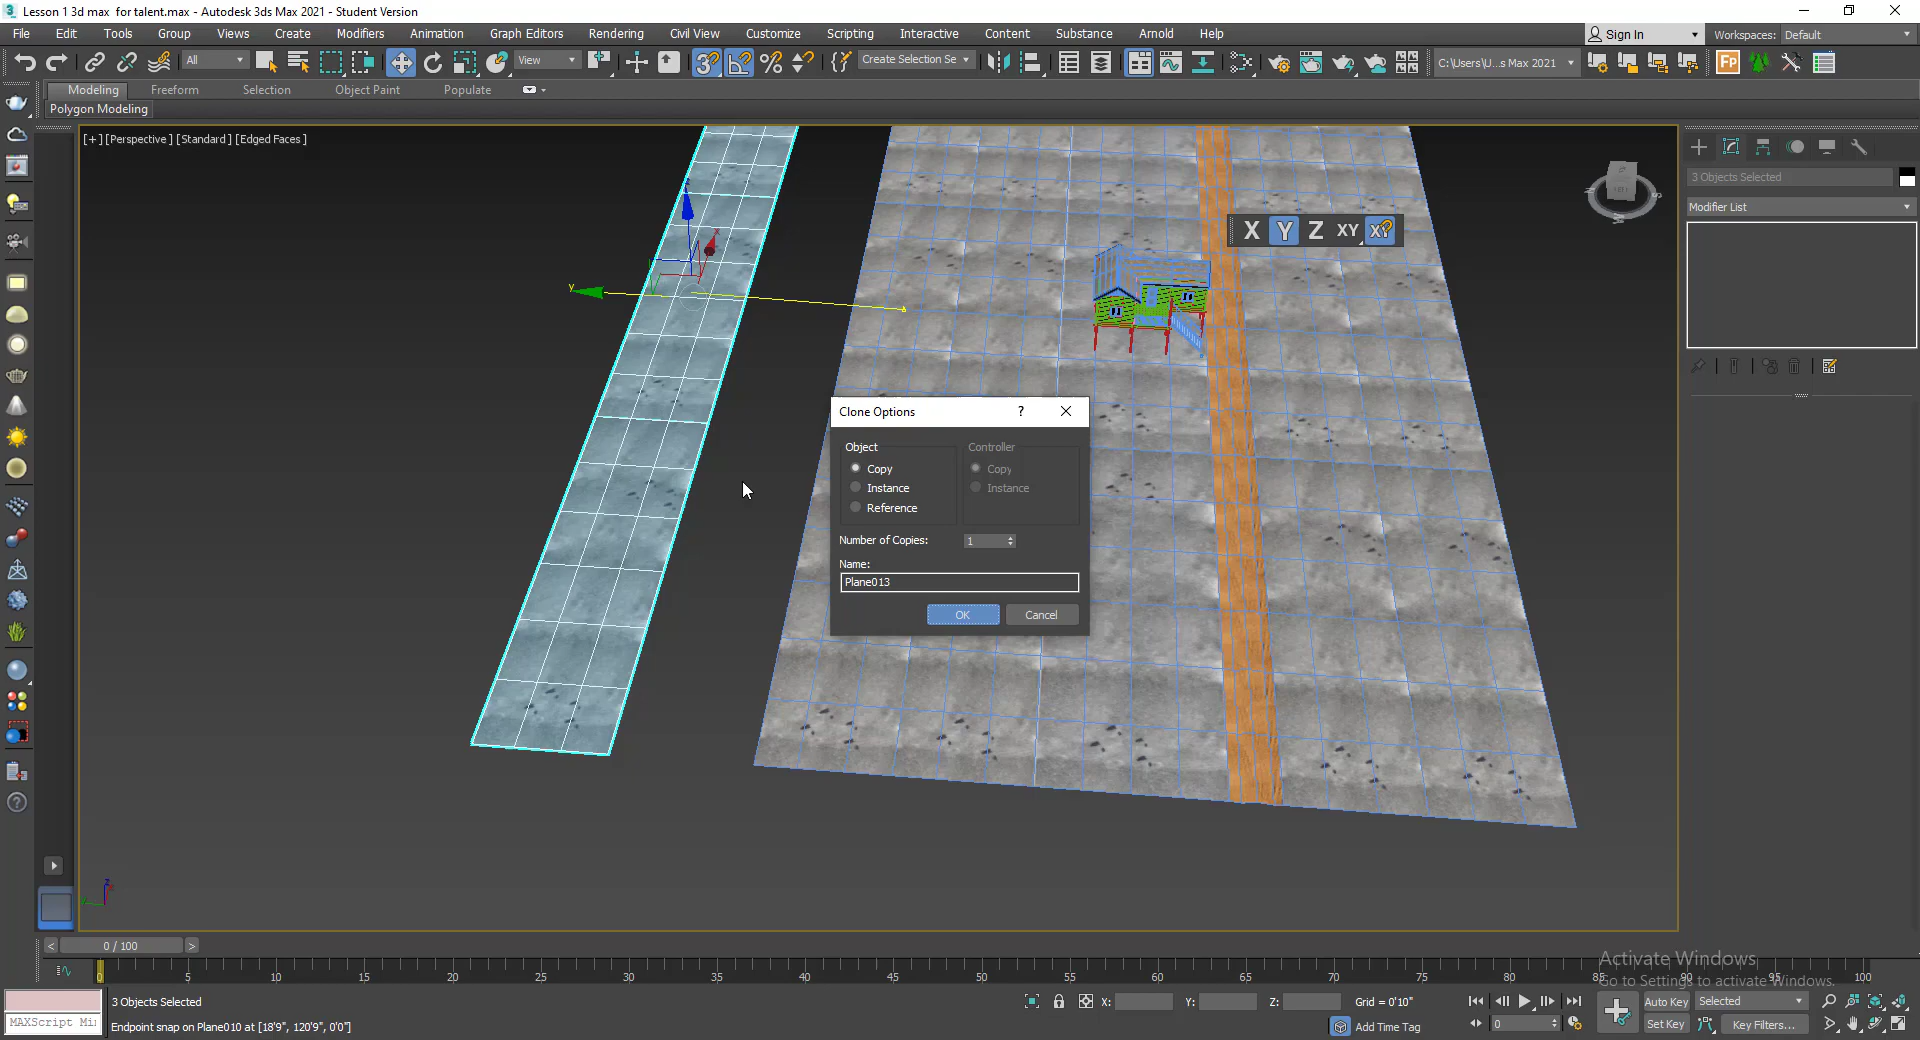 Lesson 1 3d max  for talent.max - Autodesk 3ds Max 2021 - Student Version
File Edit Tools Group Views Create Modifiers Animation Graph Editors Rendering Civil View Customize Scripting Interactive Content Substance Arnold Help Sign In Workspaces: Default
All View Create Selection Se C:\Users\U...s Max 2021
Modeling Freeform Selection Object Paint Populate
Polygon Modeling
[+] [Perspective] [Standard] [Edged Faces]
X Y Z XY
3 Objects Selected
Modifier List
Clone Options
Object Controller
Copy Copy
Instance Instance
Reference
Number of Copies: 1
Name:
Plane013
OK Cancel
0 / 100
0 5 10 15 20 25 30 35 40 45 50 55 60 65 70 75 80 85 90 95 100
Activate Windows
Go to Settings to activate Windows.
3 Objects Selected X: Y: Z: Grid = 0'10" Auto Key Selected
MAXScript Mi Endpoint snap on Plane010 at [18'9", 120'9", 0'0"] Add Time Tag 0 Set Key Key Filters...